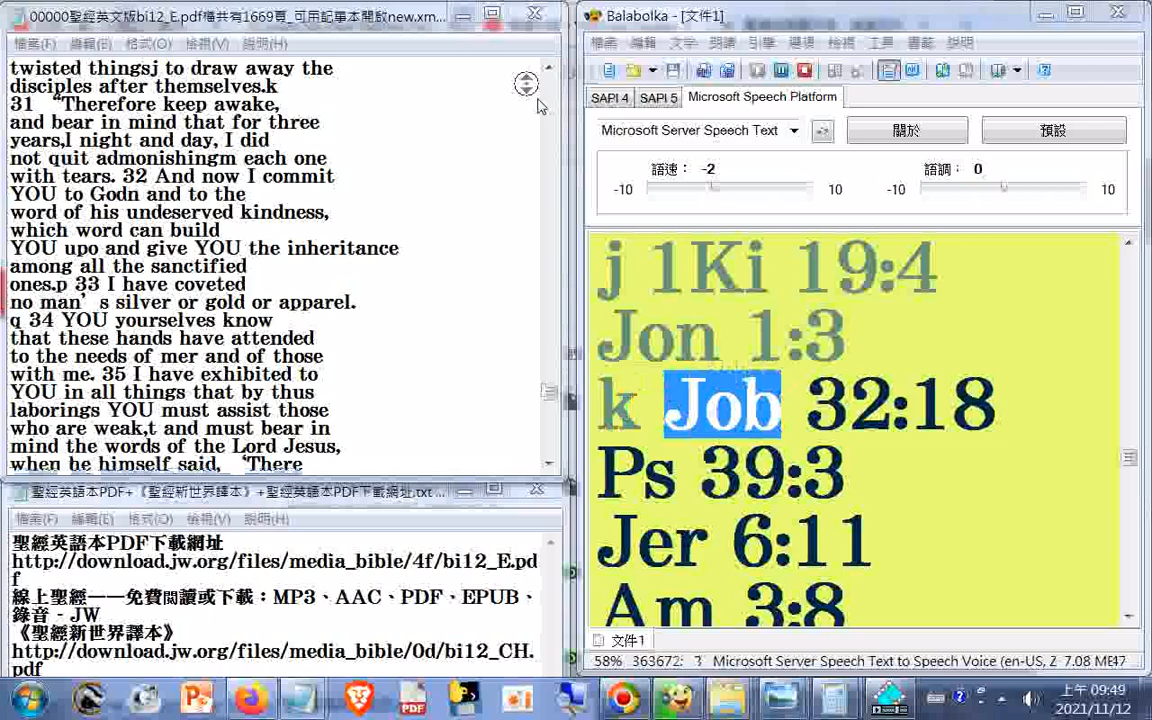 00000聖經英文版bi12_E.pdf檔共有1669頁_可用記事本開啟new.xm...
檔案(F) 編輯(E) 格式(O) 檢視(V) 說明(H)
twisted thingsj to draw away the
disciples after themselves.k
31 “Therefore keep awake,
and bear in mind that for three
years,l night and day, I did
not quit admonishingm each one
with tears. 32 And now I commit
YOU to Godn and to the
word of his undeserved kindness,
which word can build
YOU upo and give YOU the inheritance
among all the sanctified
ones.p 33 I have coveted
no man’s silver or gold or apparel.
q 34 YOU yourselves know
that these hands have attended
to the needs of mer and of those
with me. 35 I have exhibited to
YOU in all things that by thus
laborings YOU must assist those
who are weak,t and must bear in
mind the words of the Lord Jesus,
when he himself said, ‘There
聖經英語本PDF+《聖經新世界譯本》+聖經英語本PDF下載網址.txt ...
檔案(F) 編輯(E) 格式(O) 檢視(V) 說明(H)
聖經英語本PDF下載網址
http://download.jw.org/files/media_bible/4f/bi12_E.pd
f
線上聖經——免費閱讀或下載：MP3、AAC、PDF、EPUB、
錄音 - JW
《聖經新世界譯本》
http://download.jw.org/files/media_bible/0d/bi12_CH.
pdf
Balabolka - [文件1]
檔案 編輯 文字 朗讀 引擎 選項 檢視 工具 書籤 說明
SAPI 4 SAPI 5 Microsoft Speech Platform
Microsoft Server Speech Text 關於 預設
語速： -2 語調： 0
-10 10 -10 10
j 1Ki 19:4
Jon 1:3
k Job 32:18
Ps 39:3
Jer 6:11
Am 3:8
文件1
58% 363672: Microsoft Server Speech Text to Speech Voice (en-US, Z 7.08 ME
上午 09:49
2021/11/12